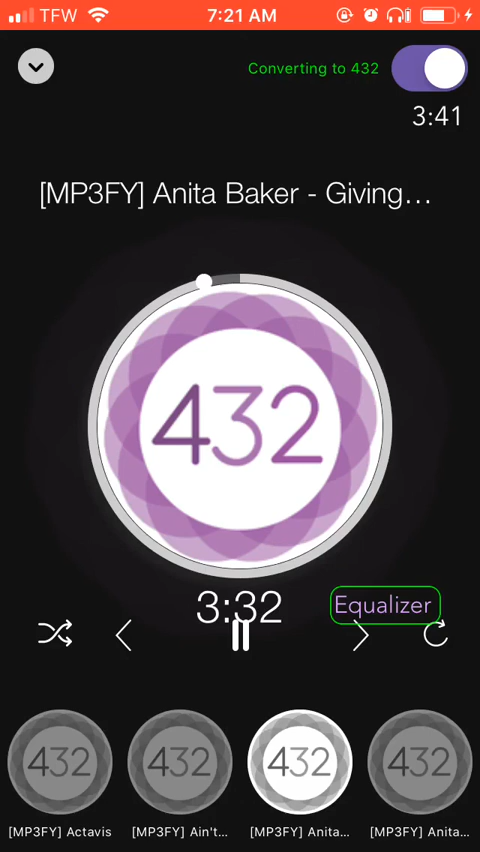 TFW 7:21 AM
Converting to 432
3:41
[MP3FY] Anita Baker - Giving...
432
3:32
Equalizer
432 432 432 432
[MP3FY] Actavis [MP3FY] Ain't... [MP3FY] Anita... [MP3FY] Anita...